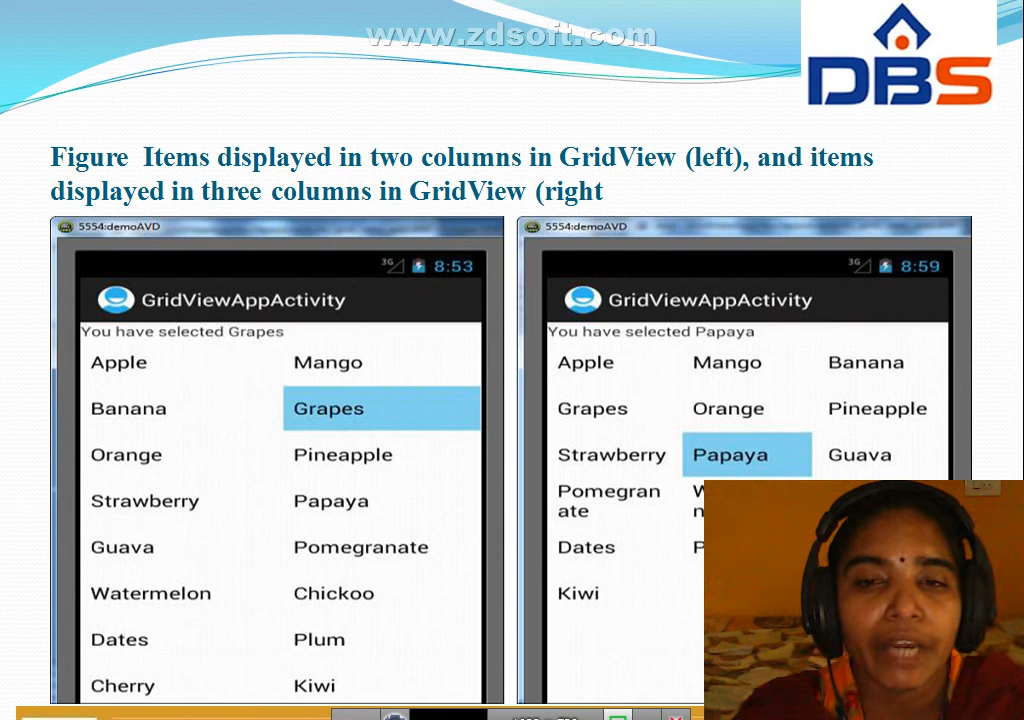 www.zdsoft.com
DBS
Figure Items displayed in two columns in GridView (left), and items
displayed in three columns in GridView (right
5554:demoAVD
3G 8:53
GridViewAppActivity
You have selected Grapes
Apple Mango
Banana Grapes
Orange Pineapple
Strawberry Papaya
Guava Pomegranate
Watermelon Chickoo
Dates Plum
Cherry Kiwi
5554:demoAVD
3G 8:59
GridViewAppActivity
You have selected Papaya
Apple Mango Banana
Grapes Orange Pineapple
Strawberry Papaya Guava
Pomegran
ate
Dates
Kiwi